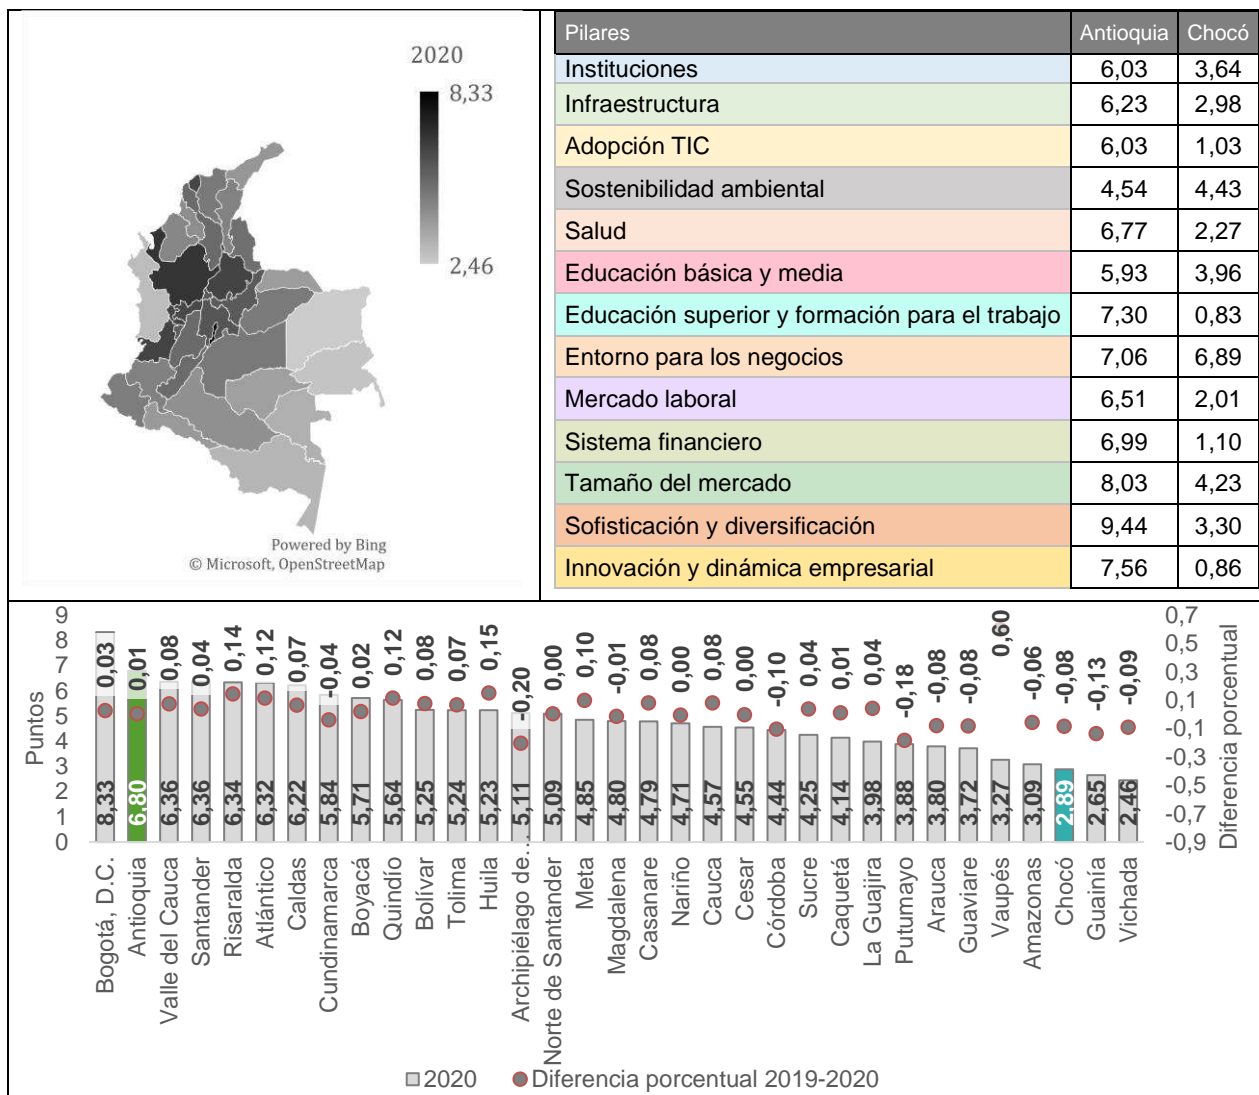 2020
8,33
2,46
Powered by Bing
© Microsoft, OpenStreetMap
Pilares Antioquia Chocó
Instituciones 6,03 3,64
Infraestructura 6,23 2,98
Adopción TIC 6,03 1,03
Sostenibilidad ambiental 4,54 4,43
Salud 6,77 2,27
Educación básica y media 5,93 3,96
Educación superior y formación para el trabajo 7,30 0,83
Entorno para los negocios 7,06 6,89
Mercado laboral 6,51 2,01
Sistema financiero 6,99 1,10
Tamaño del mercado 8,03 4,23
Sofisticación y diversificación 9,44 3,30
Innovación y dinámica empresarial 7,56 0,86
Puntos
9
8
7
6
5
4
3
2
1
0
0,03 0,01 0,08 0,04 0,14 0,12 0,07 -0,04 0,02 0,12 0,08 0,07 0,15 -0,20 0,00 0,10 -0,01 0,08 0,00 0,08 0,00 -0,10 0,04 0,01 0,04 -0,18 -0,08 -0,08 0,60 -0,06 -0,08 -0,13 -0,09
8,33 6,80 6,36 6,36 6,34 6,32 6,22 5,84 5,71 5,64 5,25 5,24 5,23 5,11 5,09 4,85 4,80 4,79 4,71 4,57 4,55 4,44 4,25 4,14 3,98 3,88 3,80 3,72 3,27 3,09 2,89 2,65 2,46
0,7
0,5
0,3
0,1
-0,1
-0,3
-0,5
-0,7
-0,9
Diferencia porcentual
Bogotá, D.C.
Antioquia
Valle del Cauca
Santander
Risaralda
Atlántico
Caldas
Cundinamarca
Boyacá
Quindío
Bolívar
Tolima
Huila
Archipiélago de…
Norte de Santander
Meta
Magdalena
Casanare
Nariño
Cauca
Cesar
Córdoba
Sucre
Caquetá
La Guajira
Putumayo
Arauca
Guaviare
Vaupés
Amazonas
Chocó
Guainía
Vichada
2020 Diferencia porcentual 2019-2020